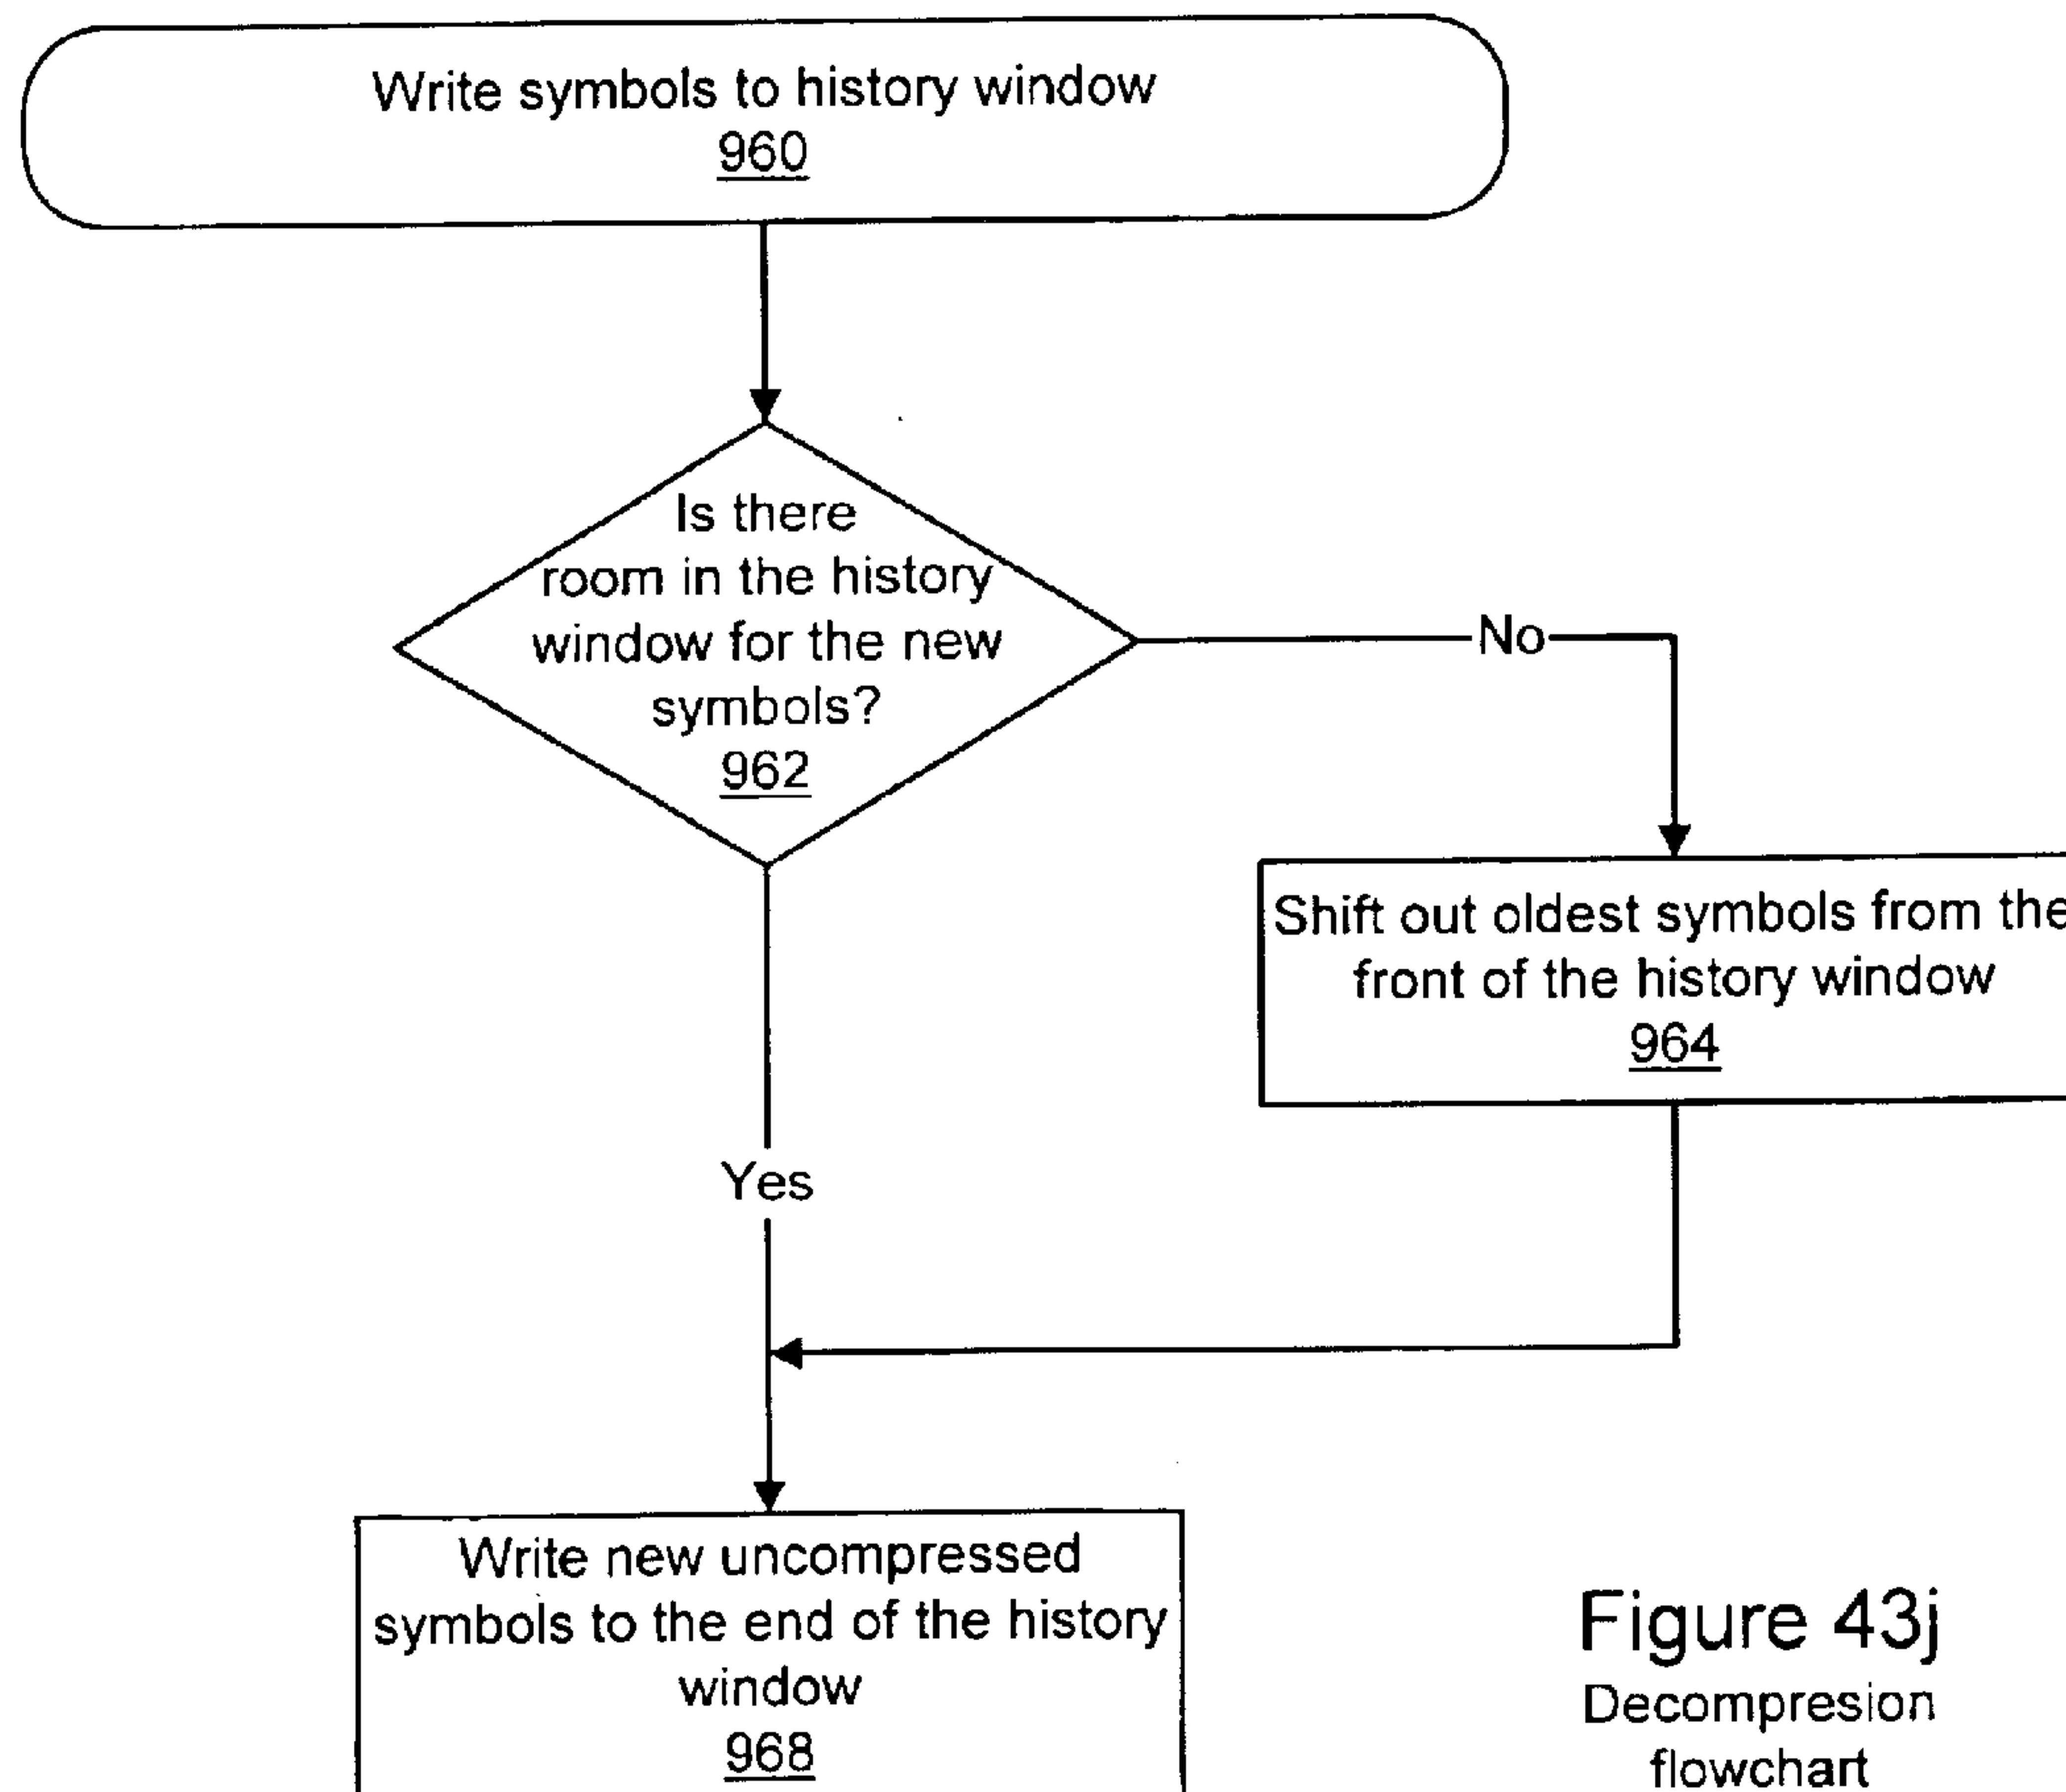 Write symbols to history window
960
Is there
room in the history
window for the new
symbols?
962
No
Shift out oldest symbols from the
front of the history window
964
Yes
Write new uncompressed
symbols to the end of the history
window
968
Figure 43j
Decompresion
flowchart